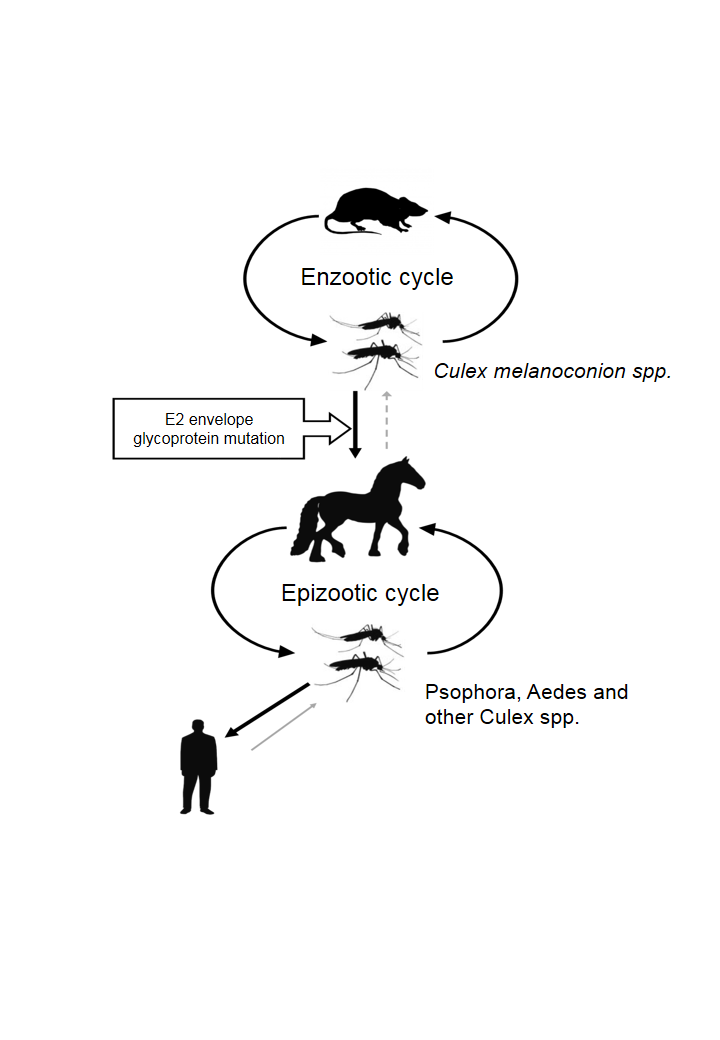 Enzootic cycle
Culex melanoconion spp.
E2 envelope
glycoprotein mutation
Epizootic cycle
Psophora, Aedes and
other Culex spp.